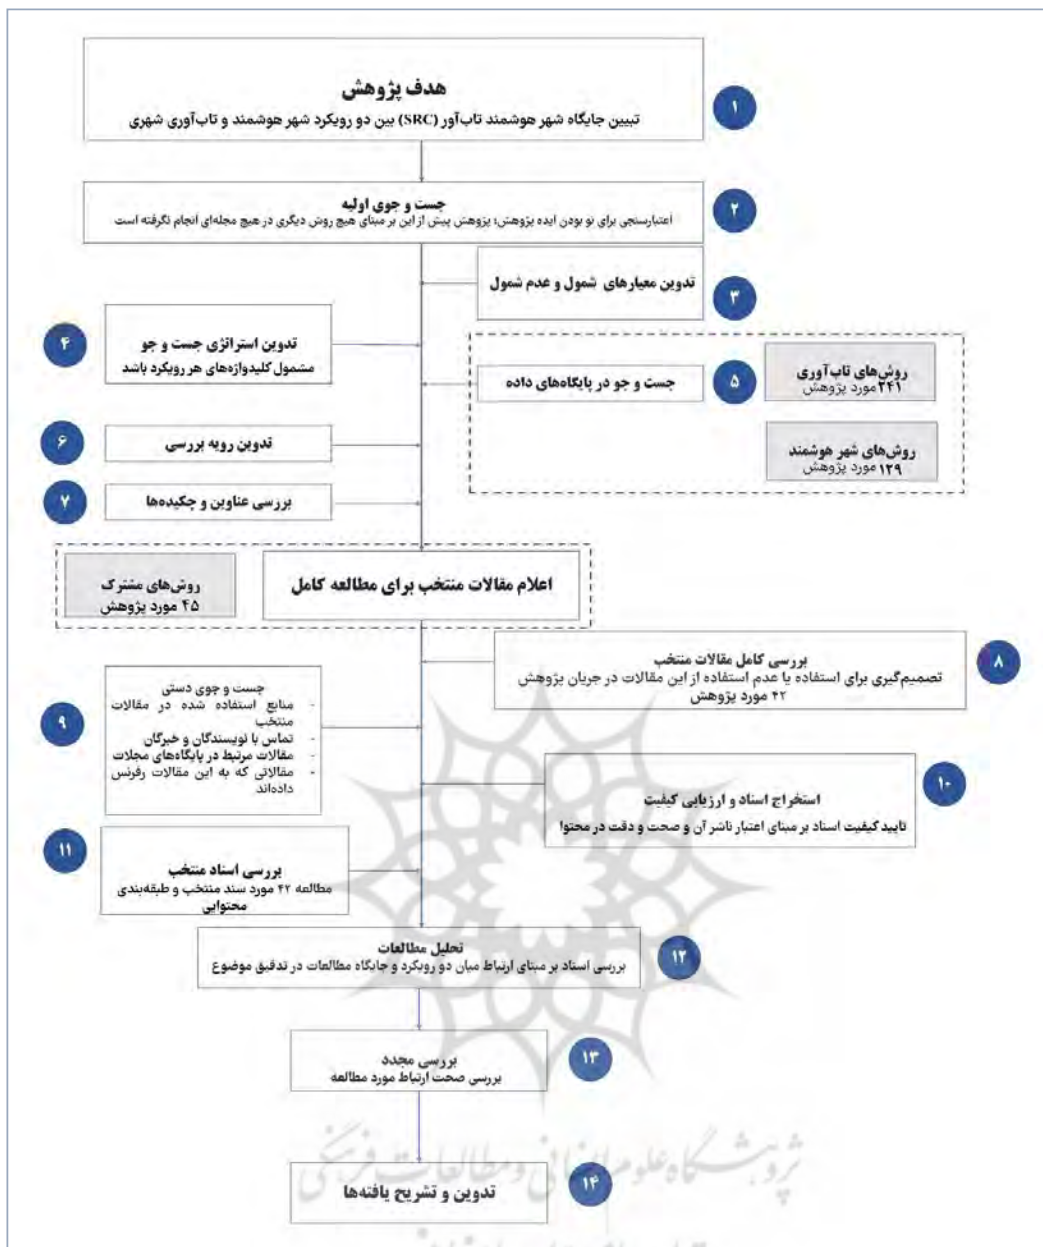 هدف پژوهش
تبیین جایگاه شهر هوشمند تاب‌آور (SRC) بین دو رویکرد شهر هوشمند و تاب‌آوری شهری
۱
جست و جوی اولیه
اعتبارسنجی برای نو بودن ایده پژوهش؛ پژوهش پیش از این بر مبنای هیچ روش دیگری در هیچ مجله‌ای انجام نگرفته است
۲
تدوین معیارهای شمول و عدم شمول
۳
تدوین استراتژی جست و جو
مشمول کلیدواژه‌های هر رویکرد باشد
۴
جست و جو در پایگاه‌های داده
۵
روش‌های تاب‌آوری
۲۴۱مورد پژوهش
روش‌های شهر هوشمند
۱۲۹مورد پژوهش
تدوین رویه بررسی
۶
بررسی عناوین و چکیده‌ها
۷
اعلام مقالات منتخب برای مطالعه کامل
روش‌های مشترک
۴۵ مورد پژوهش
بررسی کامل مقالات منتخب
تصمیم‌گیری برای استفاده یا عدم استفاده از این مقالات در جریان پژوهش
۴۲ مورد پژوهش
۸
جست و جوی دستی
- منابع استفاده شده در مقالات
منتخب
- تماس با نویسندگان و خبرگان
- مقالات مرتبط در پایگاه‌های مجلات
- مقالاتی که به این مقالات رفرنس
داده‌اند
۹
استخراج اسناد و ارزیابی کیفیت
تایید کیفیت اسناد بر مبنای اعتبار ناشر آن و صحت و دقت در محتوا
۱۰
بررسی اسناد منتخب
مطالعه ۴۲ مورد سند منتخب و طبقه‌بندی
محتوایی
۱۱
تحلیل مطالعات
بررسی اسناد بر مبنای ارتباط میان دو رویکرد و جایگاه مطالعات در تدقیق موضوع
۱۲
بررسی مجدد
بررسی صحت ارتباط مورد مطالعه
۱۳
پژوهشگاه علوم انسانی و مطالعات فرهنگی
تدوین و تشریح یافته‌ها
۱۴